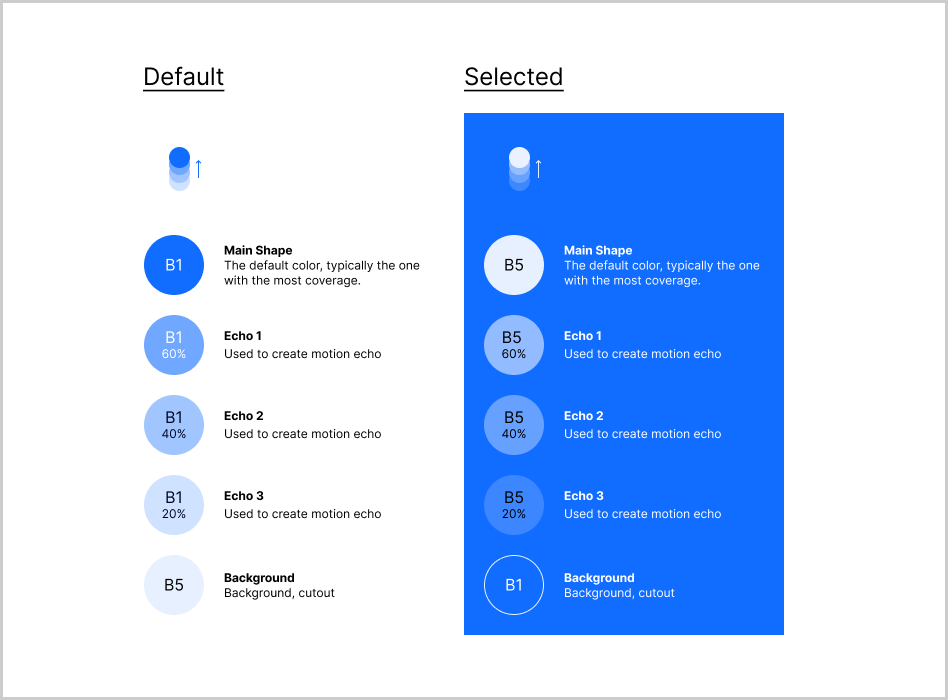 Default
B1
Main Shape
The default color, typically the one
with the most coverage.
B1
60%
Echo 1
Used to create motion echo
B1
40%
Echo 2
Used to create motion echo
B1
20%
Echo 3
Used to create motion echo
B5
Background
Background, cutout
Selected
B5
Main Shape
The default color, typically the one
with the most coverage.
B5
60%
Echo 1
Used to create motion echo
B5
40%
Echo 2
Used to create motion echo
B5
20%
Echo 3
Used to create motion echo
B1
Background
Background, cutout